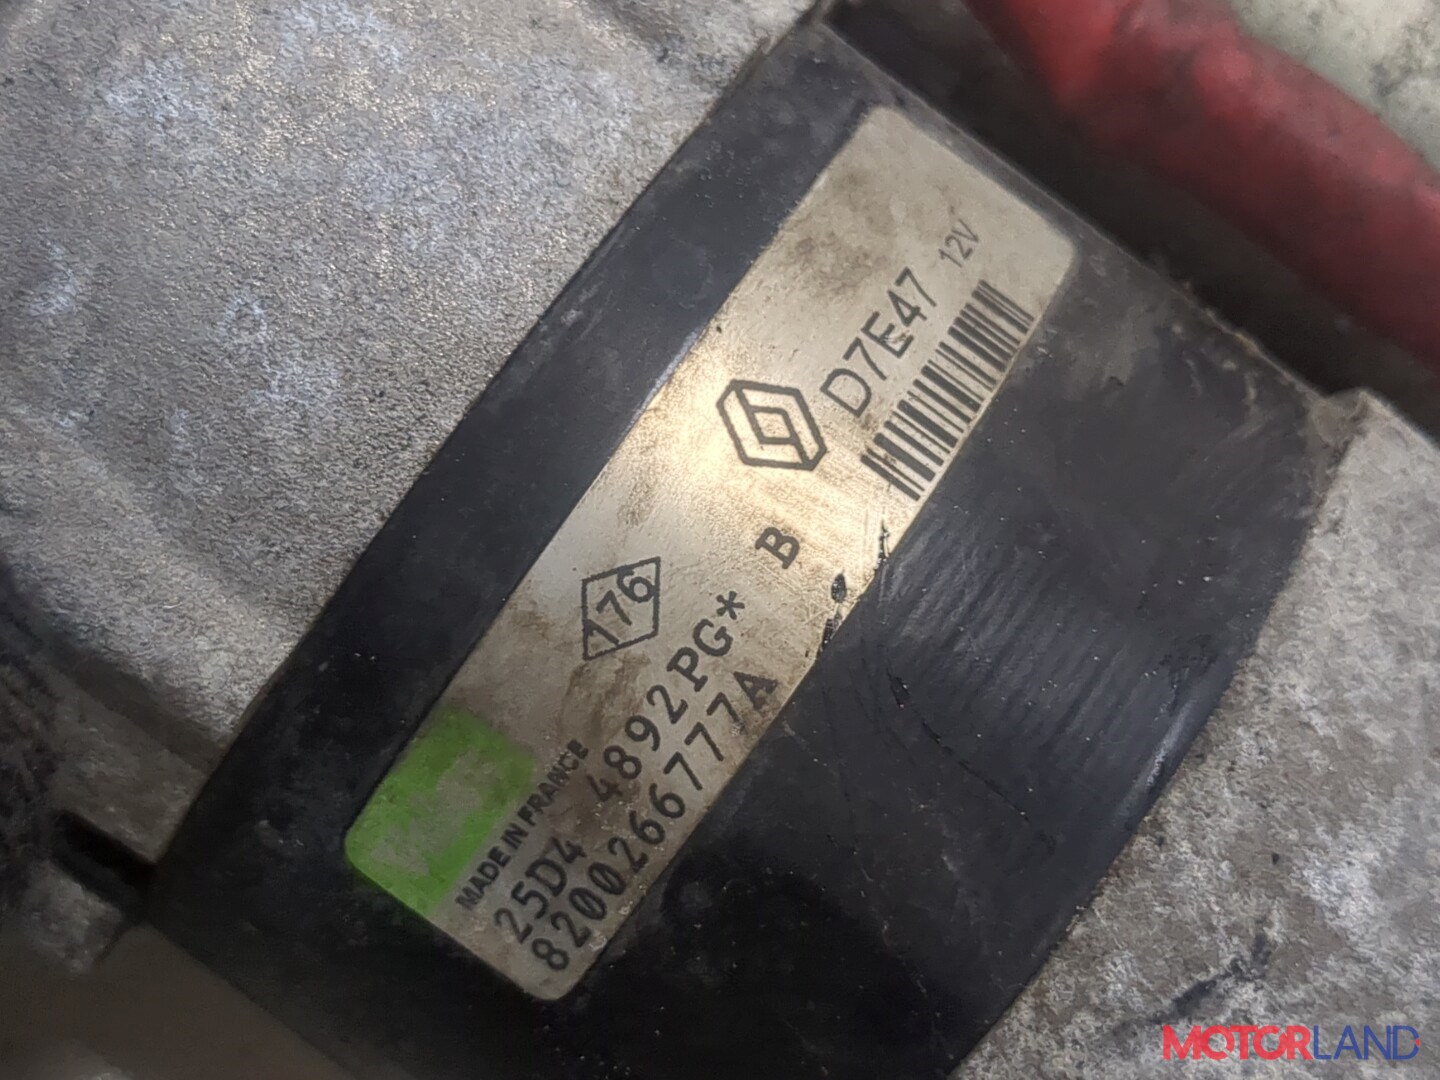 D7E47 12V
176 B
MADE IN FRANCE
25D4 4892PG*
8200266777A
MOTORLAND